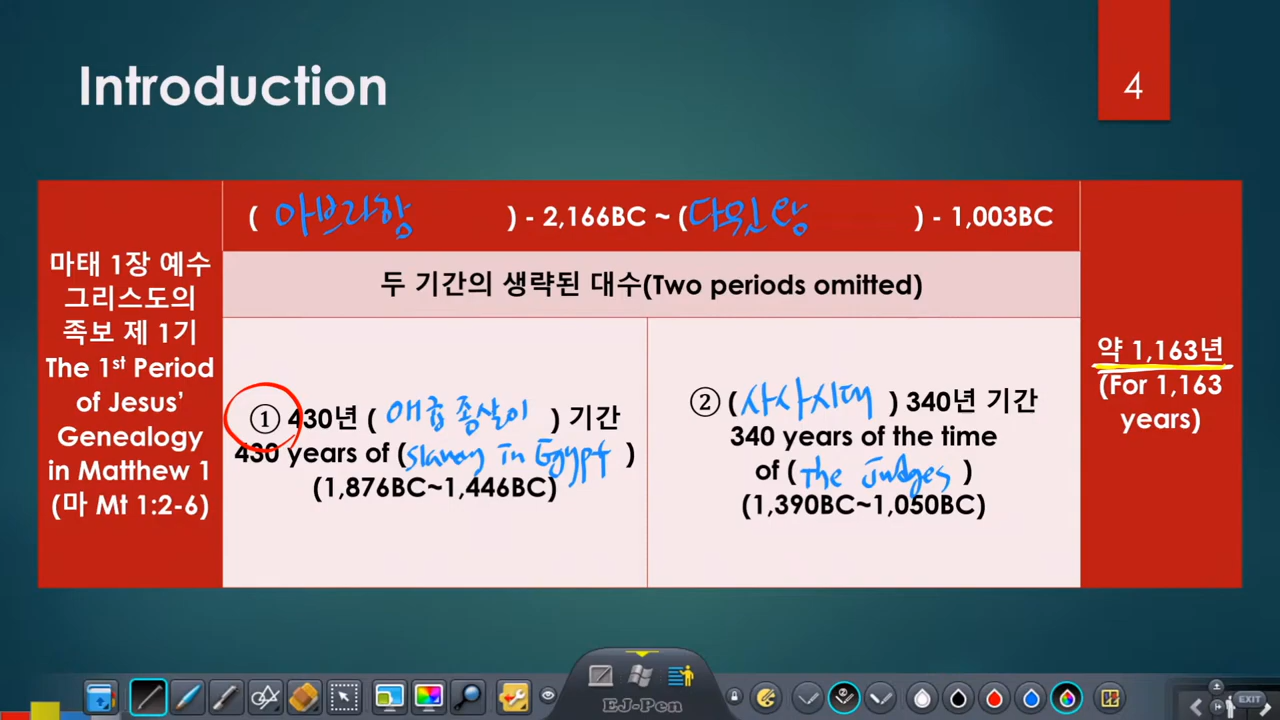 Introduction
4
마태 1장 예수
그리스도의
족보 제 1기
The 1st Period
of Jesus’
Genealogy
in Matthew 1
(마 Mt 1:2-6)
( 아브라함 ) - 2,166BC ~ (다윗왕 ) - 1,003BC
두 기간의 생략된 대수(Two periods omitted)
① 430년 ( 애굽 종살이 ) 기간
430 years of (slavery in Egypt )
(1,876BC~1,446BC)
② (사사시대 ) 340년 기간
340 years of the time
of (the Judges )
(1,390BC~1,050BC)
약 1,163년
(For 1,163
years)
EJ-Pen
EXIT